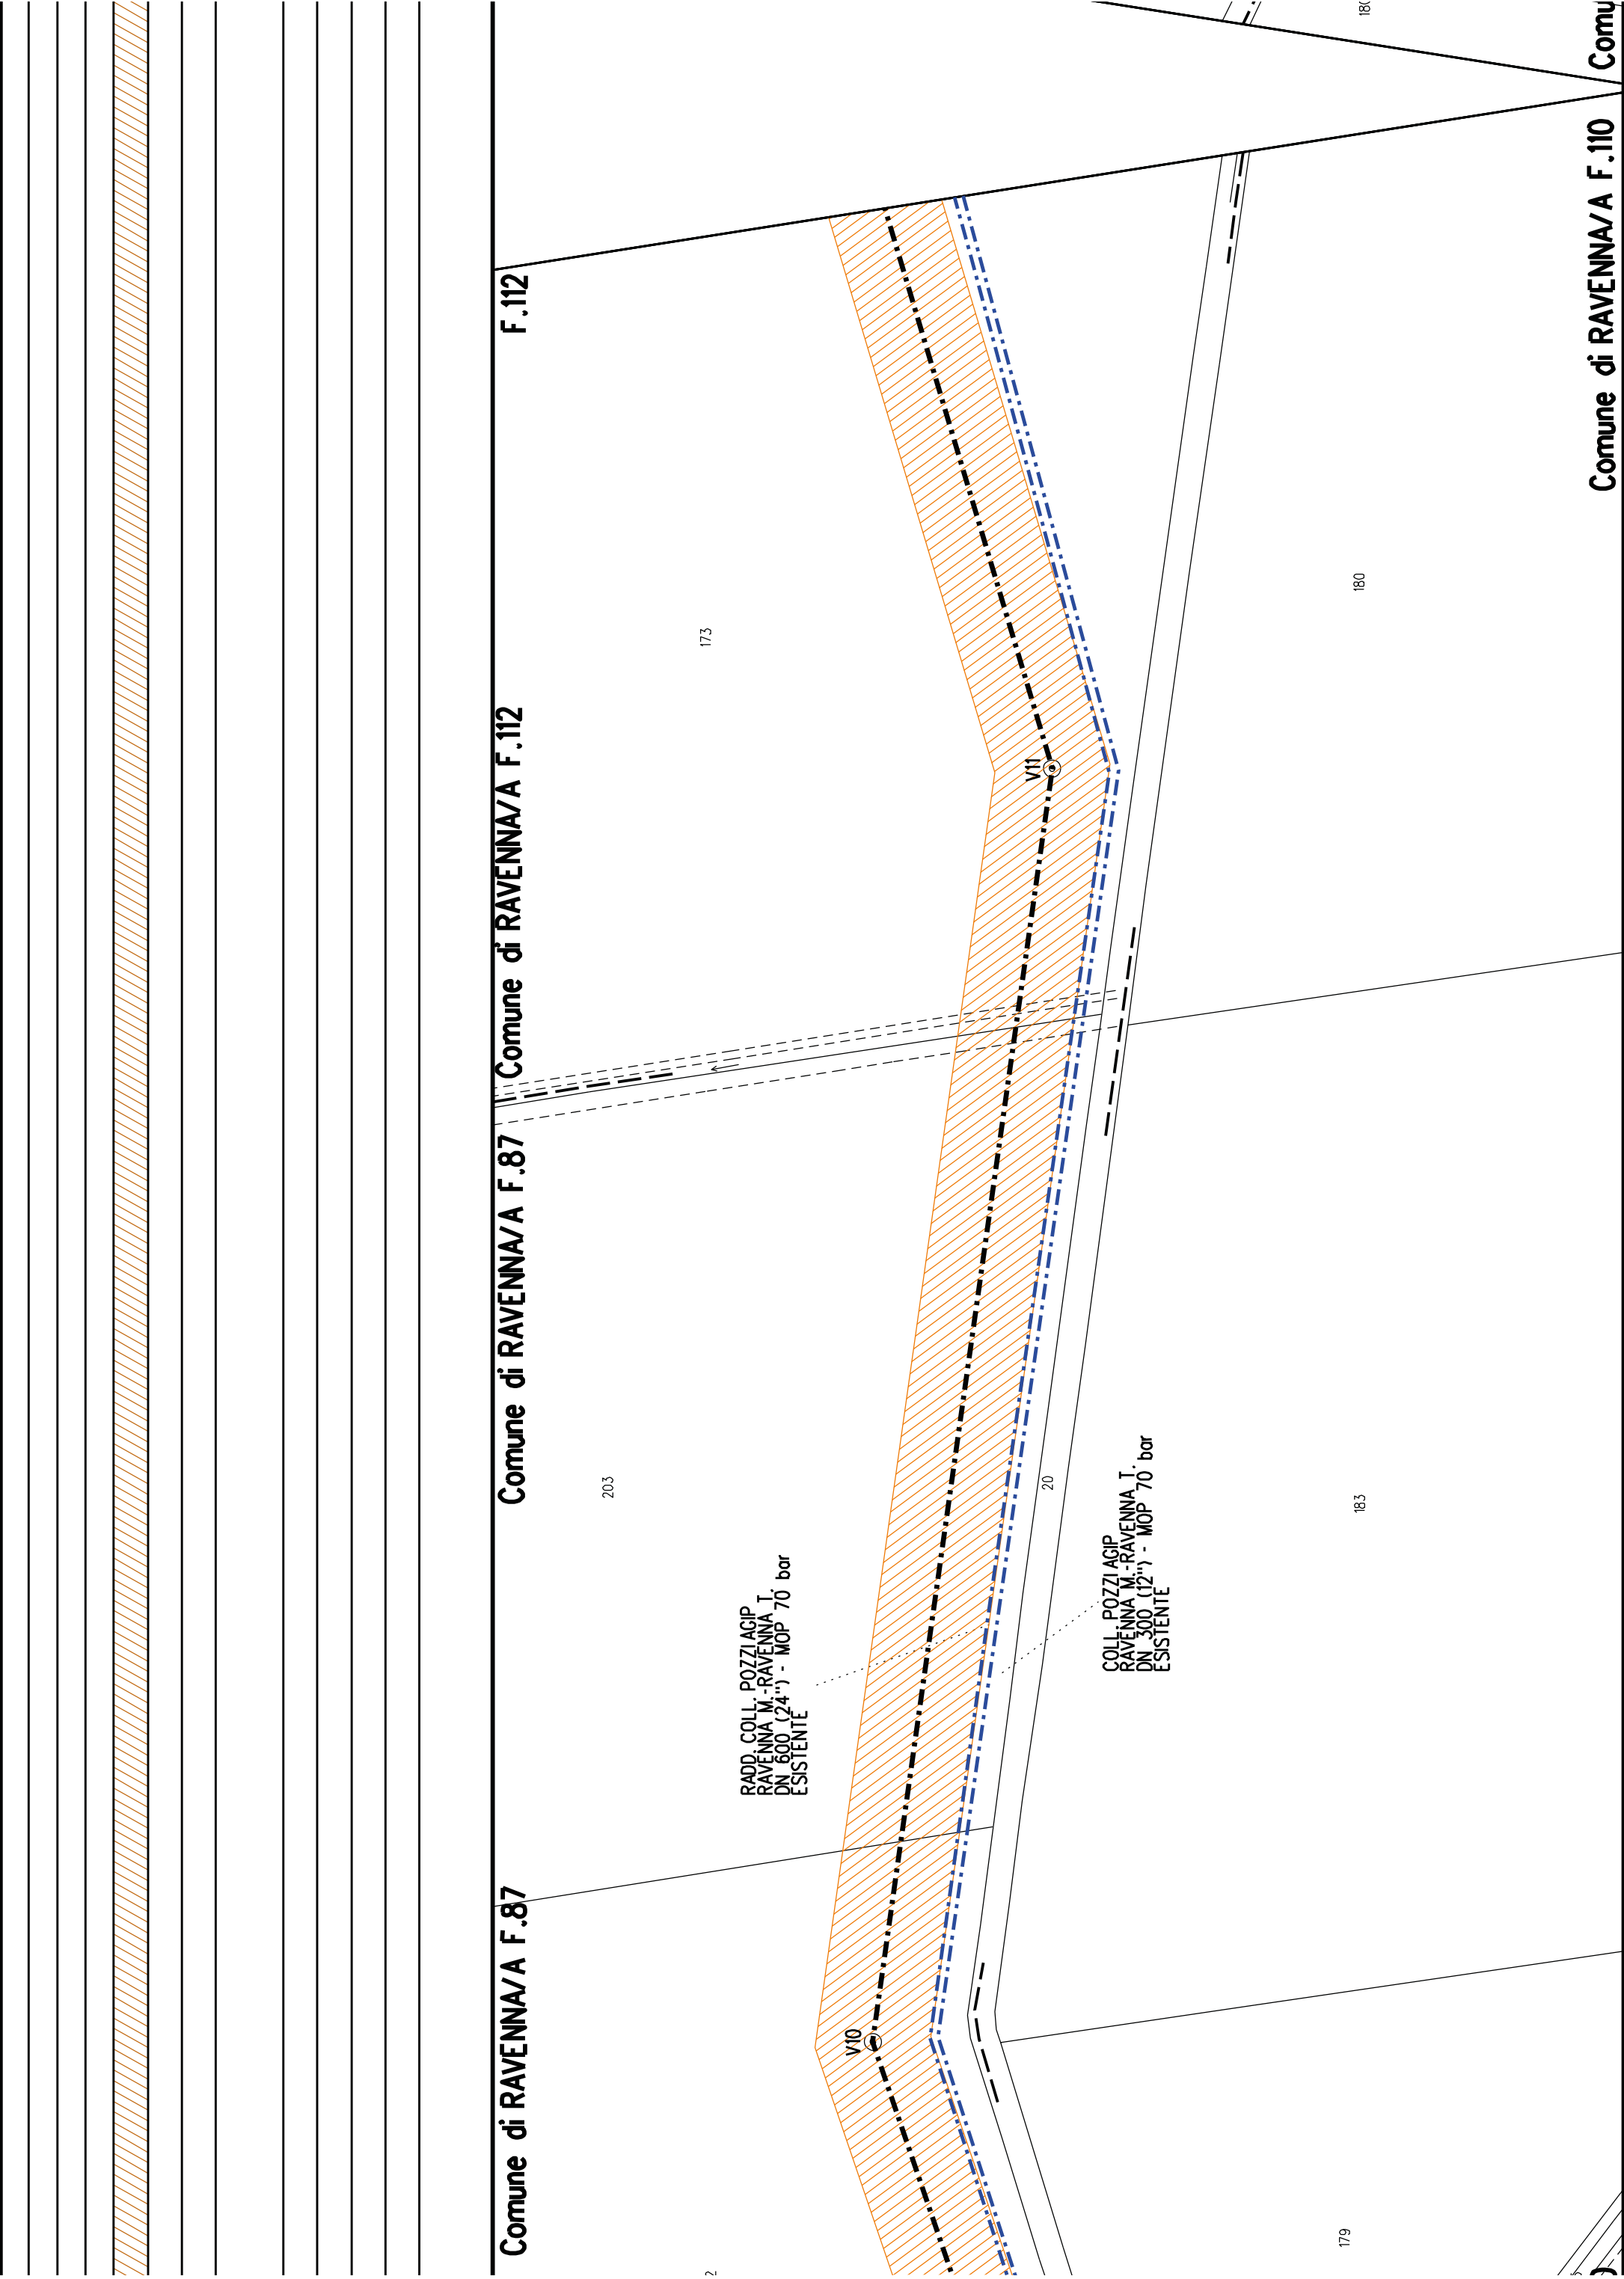 Comune di RAVENNA/A F.87
Comune di RAVENNA/A F.87
Comune di RAVENNA/A F.112
F.112
203
173
RADD. COLL. POZZI AGIP
RAVENNA M.-RAVENNA T.
DN 600 (24") - MOP 70 bar
ESISTENTE
V10
V11
20
COLL. POZZI AGIP
RAVENNA M.-RAVENNA T.
DN 300 (12") - MOP 70 bar
ESISTENTE
179
183
180
Comune di RAVENNA/A F.110